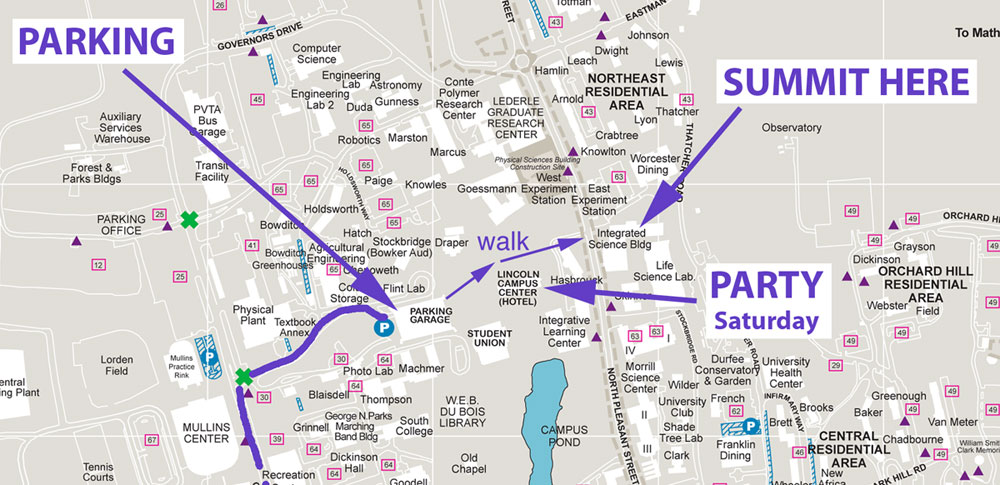 PARKING
SUMMIT HERE
walk
PARTY
Saturday
26
GOVERNORS DRIVE
Computer
Science
Engineering
Lab
Astronomy
Engineering
Lab 2
Duda
Gunness
45
PVTA
Bus
Garage
Auxiliary
Services
Warehouse
65
Robotics
Marston
Marcus
Conte
Polymer
Research
Center
LEDERLE
GRADUATE
RESEARCH
CENTER
STREET
43
Totman
EASTMAN
Johnson
Dwight
Leach
Lewis
Hamlin
NORTHEAST
RESIDENTIAL
AREA
Arnold
43
Lyon
43
Thatcher
Crabtree
Knowlton
THATCHER ROAD
To Math
Observatory
Physical Sciences Building
Construction Site
West
Experiment
Station
63
Worcester
Dining
East
Experiment
Station
Goessmann
Forest &
Parks Bldgs
Transit
Facility
65
65
65
HOLDSWORTH WAY
Paige
Knowles
Holdsworth
65
65
PARKING
OFFICE
25
12
25
41
Bowditch
Bowditch
Greenhouses
Hatch
Agricultural
Engineering
Stockbridge
(Bowker Aud)
Draper
Chenoweth
Cold
Storage
Flint Lab
Integrated
Science Bldg
Life
Science Lab.
Hasbrouck
Skinner
LINCOLN
CAMPUS
CENTER
(HOTEL)
PARKING
GARAGE
P
STUDENT
UNION
Integrative
Learning
Center
Physical
Plant
Textbook
Annex
Mullins
Practice
Rink
P
Lorden
Field
30
64
Photo Lab
Machmer
30
Blaisdell
Thompson
64
MULLINS
CENTER
67
39
Grinnell
George N.Parks
Marching
Band Bldg
South
College
W.E.B.
DU BOIS
LIBRARY
CAMPUS
POND
Dickinson
Hall
64
Goodell
Old
Chapel
Recreation
Tennis
Courts
NORTH PLEASANT STREET
63
63
I
IV
Morrill
Science
Center
II
III
STOCKBRIDGE RD
Wilder
University
Club
Shade
Tree Lab
Clark
Durfee
Conservatory
& Garden
French
62
P
Franklin
Dining
University
Health
Center
INFIRMARY WAY
Brett
Brooks
46
46
New
Africa
Wheeler
CENTRAL
RESIDENTIAL
AREA
Baker
Greenough
Van Meter
Chadbourne
William Smith
Clark Memorial
CLARK HILL RD
49
49
49
49
49
49
ORCHARD HILL
Grayson
Dickinson
ORCHARD HILL
RESIDENTIAL
AREA
Webster
Field